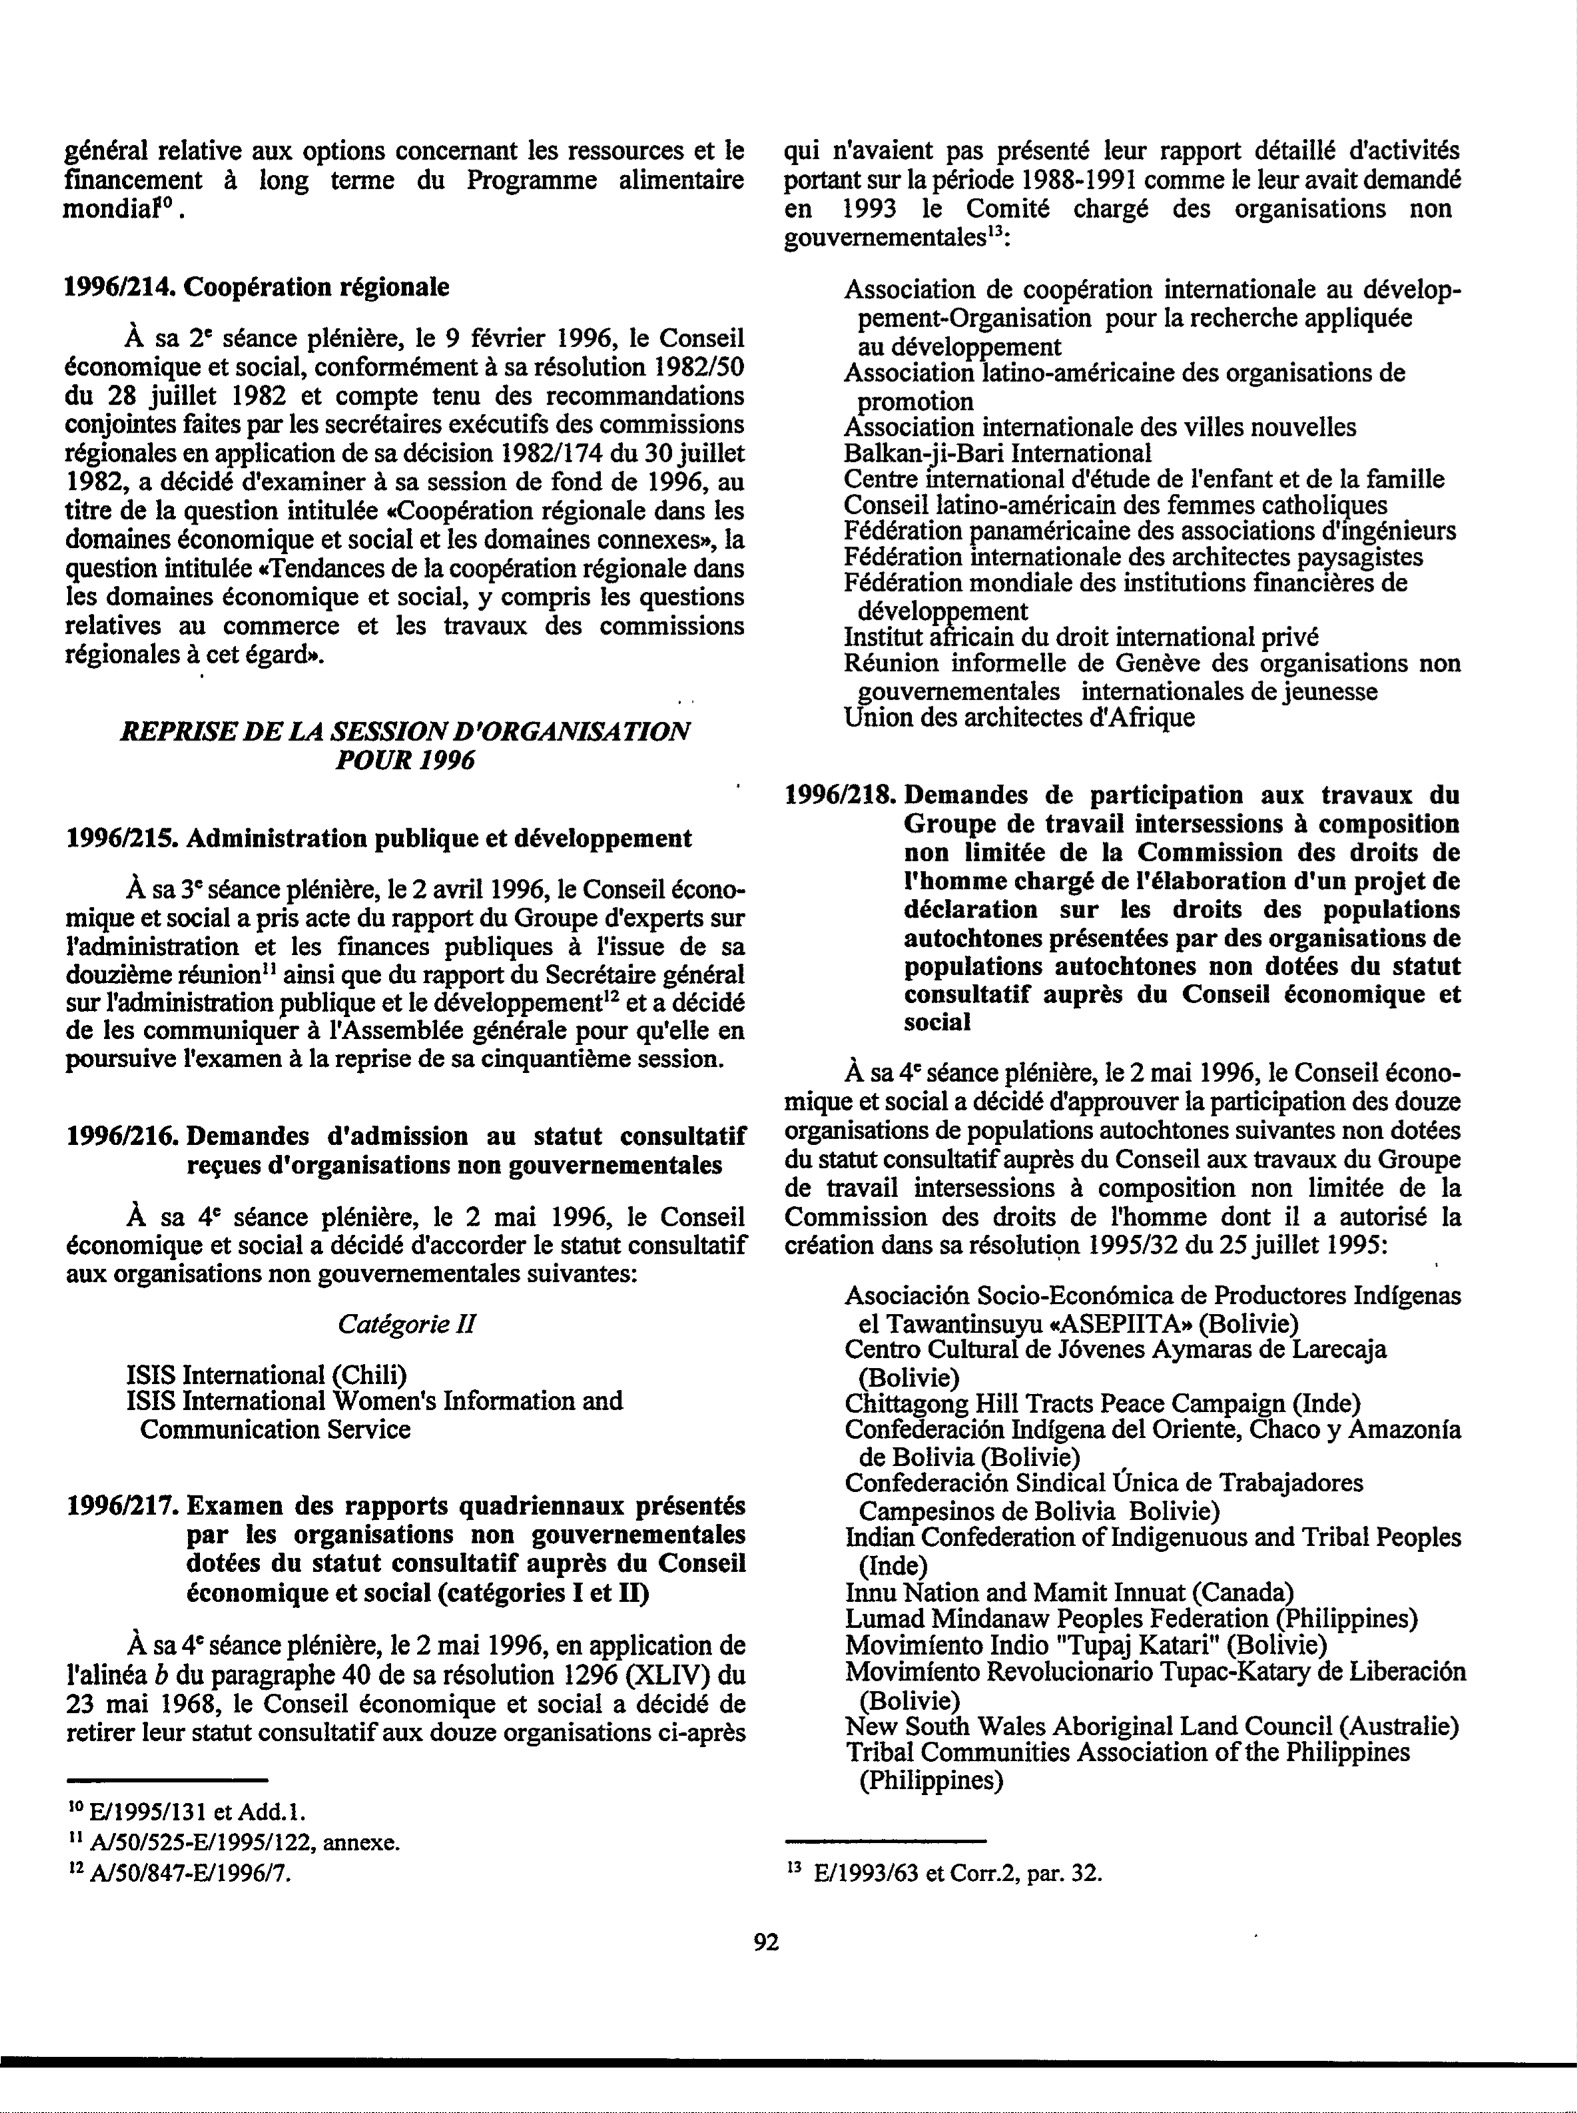 général relative aux options concernant les ressources et le
financement à long terme du Programme alimentaire
mondial¹⁰.
1996/214. Coopération régionale
À sa 2ᵉ séance plénière, le 9 février 1996, le Conseil
économique et social, conformément à sa résolution 1982/50
du 28 juillet 1982 et compte tenu des recommandations
conjointes faites par les secrétaires exécutifs des commissions
régionales en application de sa décision 1982/174 du 30 juillet
1982, a décidé d'examiner à sa session de fond de 1996, au
titre de la question intitulée «Coopération régionale dans les
domaines économique et social et les domaines connexes», la
question intitulée «Tendances de la coopération régionale dans
les domaines économique et social, y compris les questions
relatives au commerce et les travaux des commissions
régionales à cet égard».
REPRISE DE LA SESSION D'ORGANISATION
POUR 1996
1996/215. Administration publique et développement
À sa 3ᵉ séance plénière, le 2 avril 1996, le Conseil écono-
mique et social a pris acte du rapport du Groupe d'experts sur
l'administration et les finances publiques à l'issue de sa
douzième réunion¹¹ ainsi que du rapport du Secrétaire général
sur l'administration publique et le développement¹² et a décidé
de les communiquer à l'Assemblée générale pour qu'elle en
poursuive l'examen à la reprise de sa cinquantième session.
1996/216. Demandes d'admission au statut consultatif
reçues d'organisations non gouvernementales
À sa 4ᵉ séance plénière, le 2 mai 1996, le Conseil
économique et social a décidé d'accorder le statut consultatif
aux organisations non gouvernementales suivantes:
Catégorie II
ISIS International (Chili)
ISIS International Women's Information and
Communication Service
1996/217. Examen des rapports quadriennaux présentés
par les organisations non gouvernementales
dotées du statut consultatif auprès du Conseil
économique et social (catégories I et II)
À sa 4ᵉ séance plénière, le 2 mai 1996, en application de
l'alinéa b du paragraphe 40 de sa résolution 1296 (XLIV) du
23 mai 1968, le Conseil économique et social a décidé de
retirer leur statut consultatif aux douze organisations ci-après
¹⁰ E/1995/131 et Add.1.
¹¹ A/50/525-E/1995/122, annexe.
¹² A/50/847-E/1996/7.
qui n'avaient pas présenté leur rapport détaillé d'activités
portant sur la période 1988-1991 comme le leur avait demandé
en 1993 le Comité chargé des organisations non
gouvernementales¹³:
Association de coopération internationale au dévelop-
pement-Organisation pour la recherche appliquée
au développement
Association latino-américaine des organisations de
promotion
Association internationale des villes nouvelles
Balkan-ji-Bari International
Centre international d'étude de l'enfant et de la famille
Conseil latino-américain des femmes catholiques
Fédération panaméricaine des associations d'ingénieurs
Fédération internationale des architectes paysagistes
Fédération mondiale des institutions financières de
développement
Institut africain du droit international privé
Réunion informelle de Genève des organisations non
gouvernementales internationales de jeunesse
Union des architectes d'Afrique
1996/218. Demandes de participation aux travaux du
Groupe de travail intersessions à composition
non limitée de la Commission des droits de
l'homme chargé de l'élaboration d'un projet de
déclaration sur les droits des populations
autochtones présentées par des organisations de
populations autochtones non dotées du statut
consultatif auprès du Conseil économique et
social
À sa 4ᵉ séance plénière, le 2 mai 1996, le Conseil écono-
mique et social a décidé d'approuver la participation des douze
organisations de populations autochtones suivantes non dotées
du statut consultatif auprès du Conseil aux travaux du Groupe
de travail intersessions à composition non limitée de la
Commission des droits de l'homme dont il a autorisé la
création dans sa résolution 1995/32 du 25 juillet 1995:
Asociación Socio-Económica de Productores Indígenas
el Tawantinsuyu «ASEPIITA» (Bolivie)
Centro Cultural de Jóvenes Aymaras de Larecaja
(Bolivie)
Chittagong Hill Tracts Peace Campaign (Inde)
Confederación Indígena del Oriente, Chaco y Amazonía
de Bolivia (Bolivie)
Confederación Sindical Única de Trabajadores
Campesinos de Bolivia Bolivie)
Indian Confederation of Indigenuous and Tribal Peoples
(Inde)
Innu Nation and Mamit Innuat (Canada)
Lumad Mindanaw Peoples Federation (Philippines)
Movimíento Indio "Tupaj Katari" (Bolivie)
Movimíento Revolucionario Tupac-Katary de Liberación
(Bolivie)
New South Wales Aboriginal Land Council (Australie)
Tribal Communities Association of the Philippines
(Philippines)
¹³ E/1993/63 et Corr.2, par. 32.
92